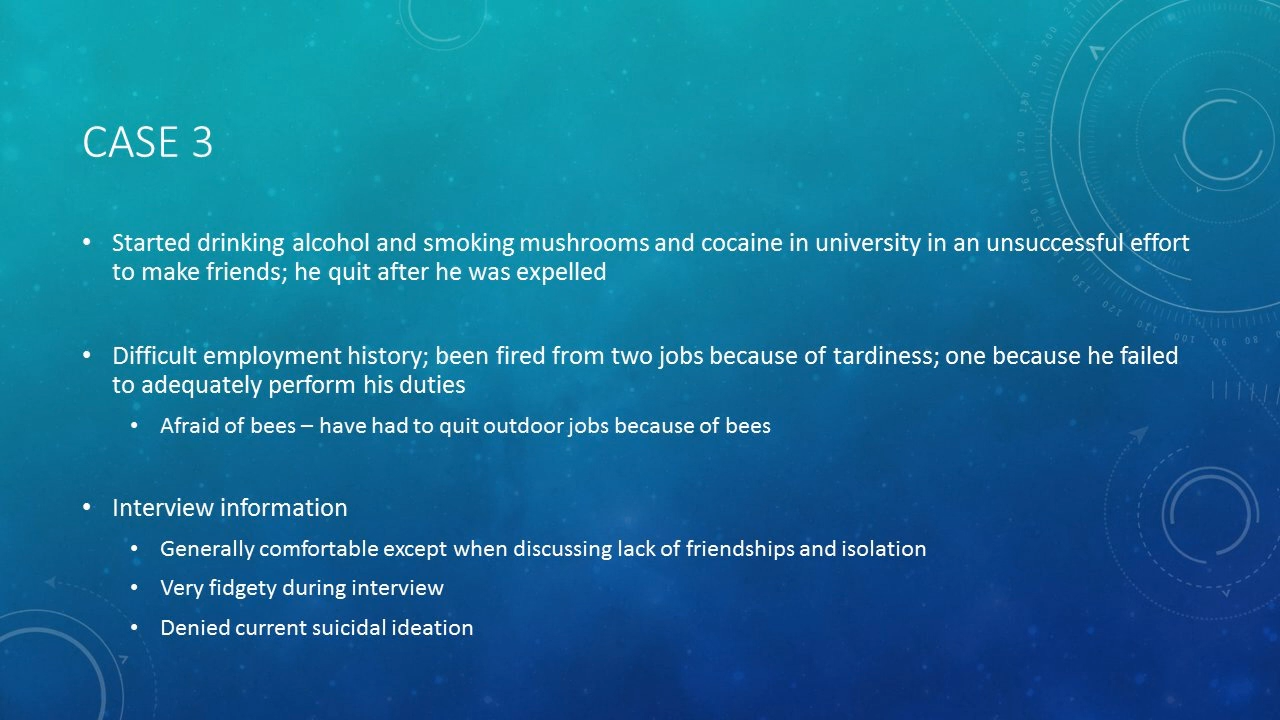 CASE 3
• Started drinking alcohol and smoking mushrooms and cocaine in university in an unsuccessful effort
to make friends; he quit after he was expelled
• Difficult employment history; been fired from two jobs because of tardiness; one because he failed
to adequately perform his duties
• Afraid of bees – have had to quit outdoor jobs because of bees
• Interview information
• Generally comfortable except when discussing lack of friendships and isolation
• Very fidgety during interview
• Denied current suicidal ideation